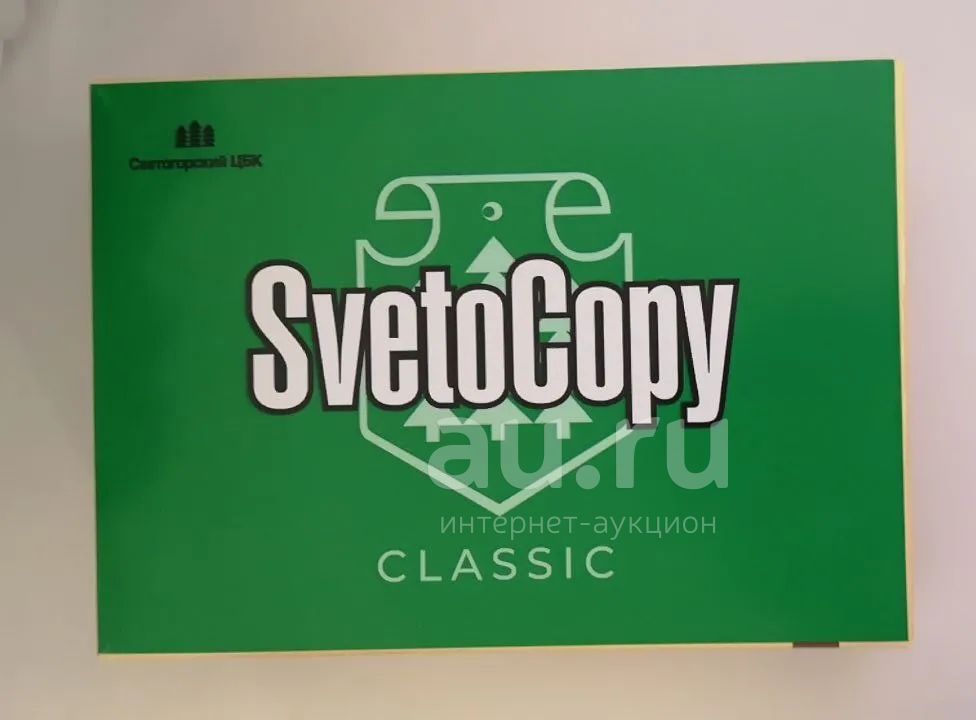 Светогорский ЦБК
SvetoCopy
au.ru
интернет-аукцион
CLASSIC